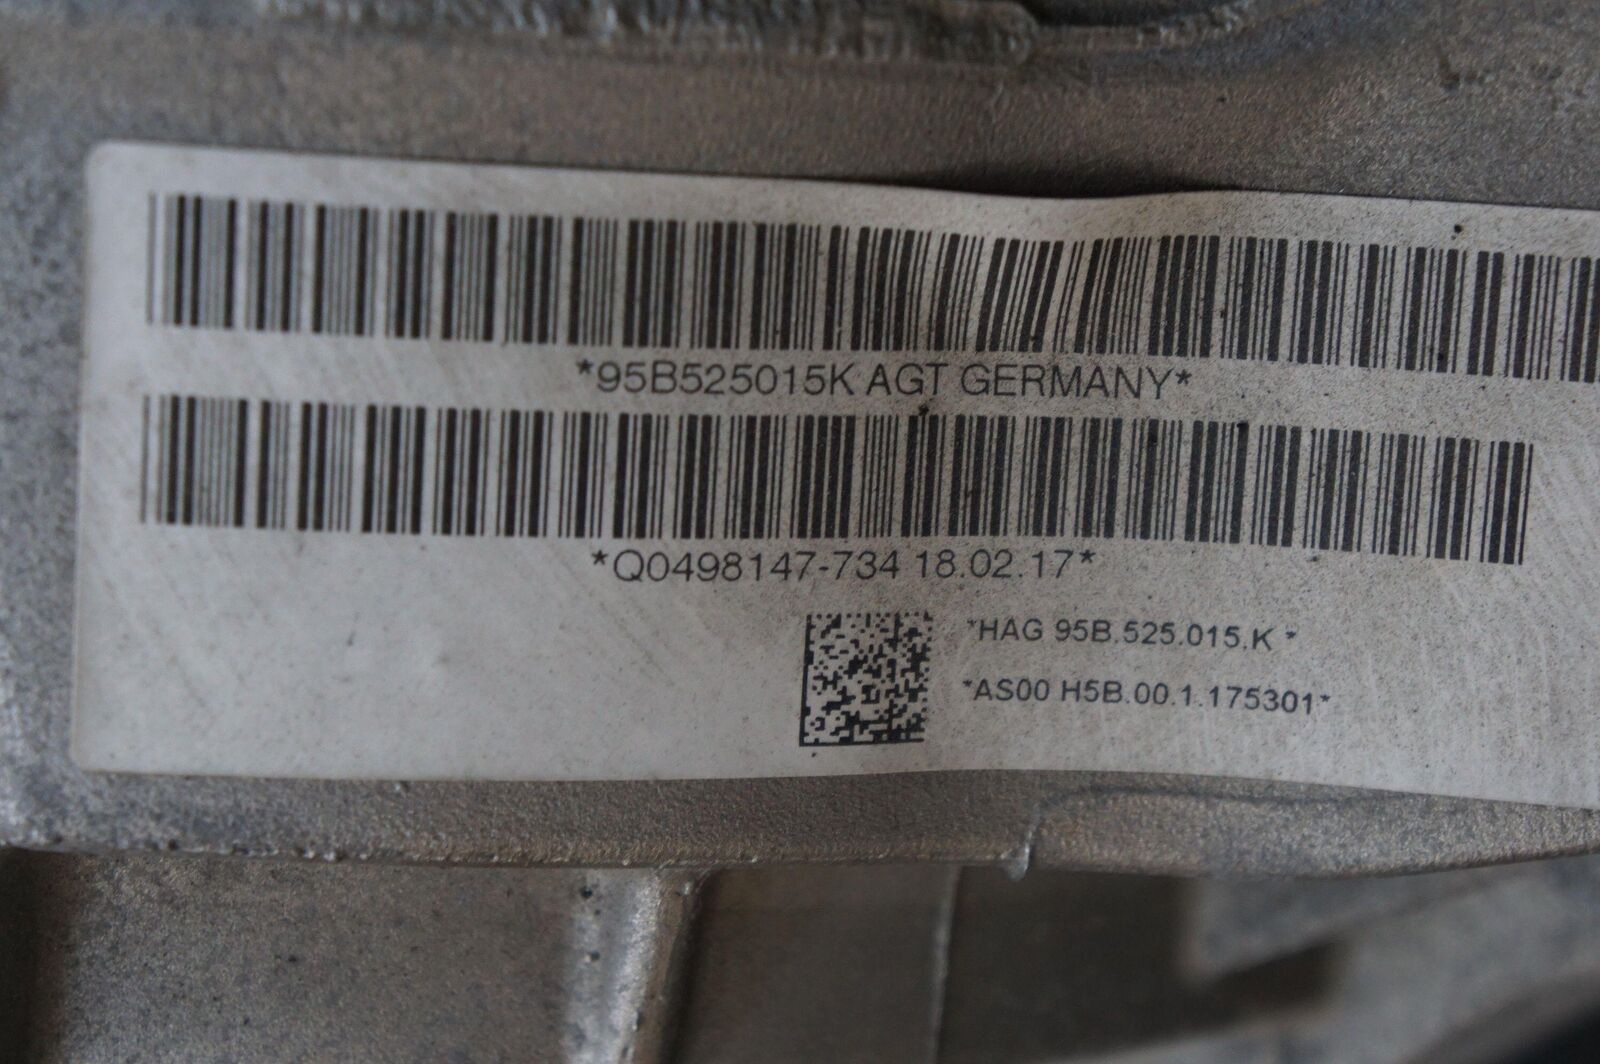 *95B525015K AGT GERMANY*
*Q0498147-734 18.02.17*
*HAG 95B.525.015.K *
*AS00 H5B.00.1.175301*